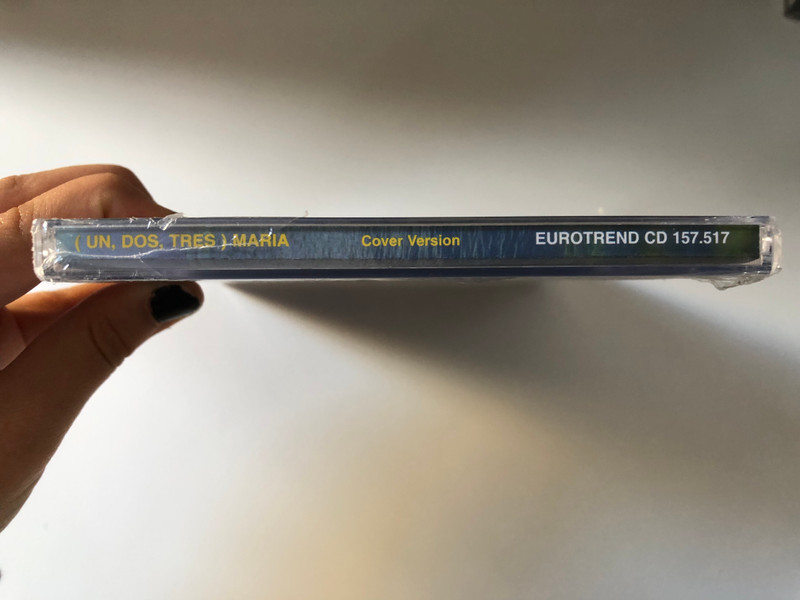 ( UN, DOS, TRES ) MARIA Cover Version EUROTREND CD 157.517